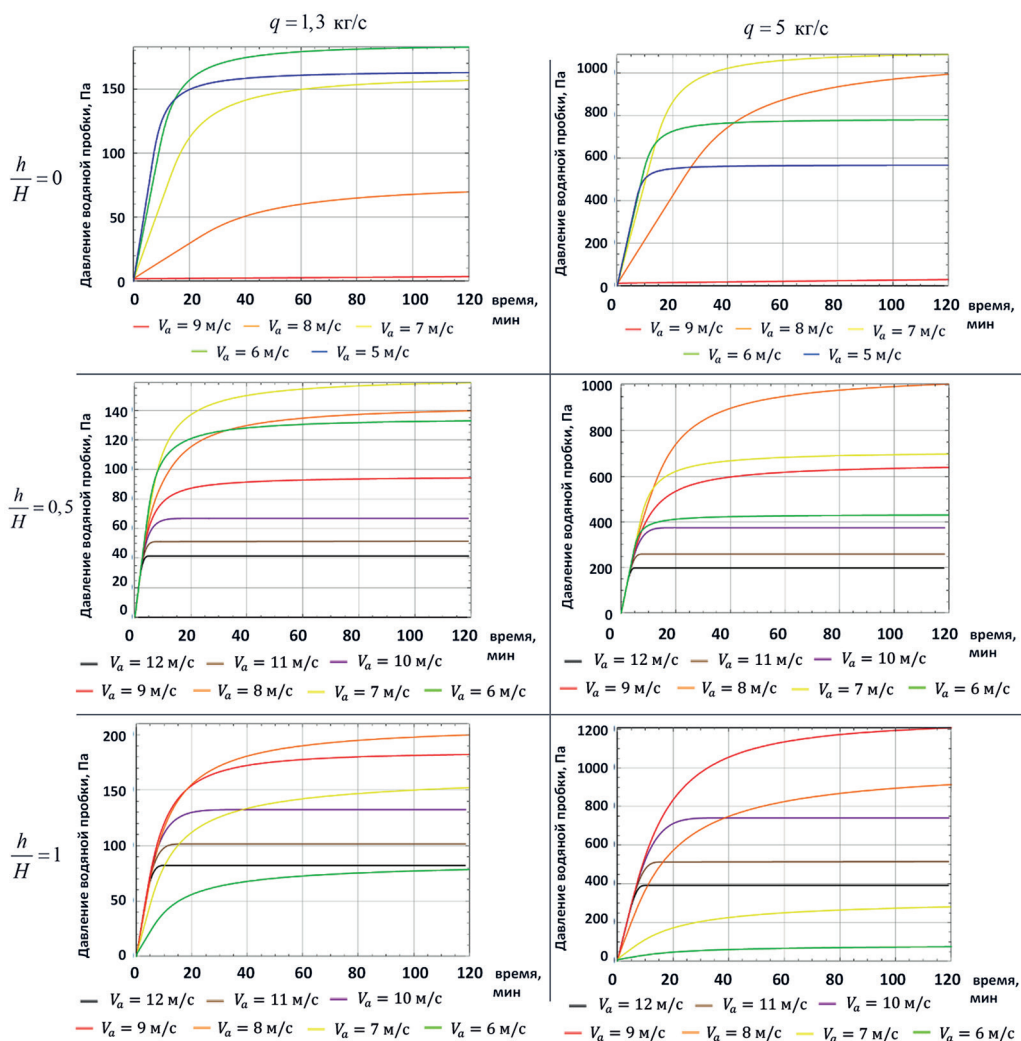 q = 1,3 кг/с
q = 5 кг/с
h/H = 0
Давление водяной пробки, Па
150
100
50
0
0 20 40 60 80 100 120 время, мин
V_a = 9 м/с V_a = 8 м/с V_a = 7 м/с
V_a = 6 м/с V_a = 5 м/с
Давление водяной пробки, Па
1000
800
600
400
200
0
0 20 40 60 80 100 120 время, мин
V_a = 9 м/с V_a = 8 м/с V_a = 7 м/с
V_a = 6 м/с V_a = 5 м/с
h/H = 0,5
Давление водяной пробки, Па
140
120
100
80
60
40
20
0
0 20 40 60 80 100 120 время, мин
V_a = 12 м/с V_a = 11 м/с V_a = 10 м/с
V_a = 9 м/с V_a = 8 м/с V_a = 7 м/с V_a = 6 м/с
Давление водяной пробки, Па
1000
800
600
400
200
0
0 20 40 60 80 100 120 время, мин
V_a = 12 м/с V_a = 11 м/с V_a = 10 м/с
V_a = 9 м/с V_a = 8 м/с V_a = 7 м/с V_a = 6 м/с
h/H = 1
Давление водяной пробки, Па
200
150
100
50
0
0 20 40 60 80 100 120 время, мин
V_a = 12 м/с V_a = 11 м/с V_a = 10 м/с
V_a = 9 м/с V_a = 8 м/с V_a = 7 м/с V_a = 6 м/с
Давление водяной пробки, Па
1200
1000
800
600
400
200
0
0 20 40 60 80 100 120 время, мин
V_a = 12 м/с V_a = 11 м/с V_a = 10 м/с
V_a = 9 м/с V_a = 8 м/с V_a = 7 м/с V_a = 6 м/с